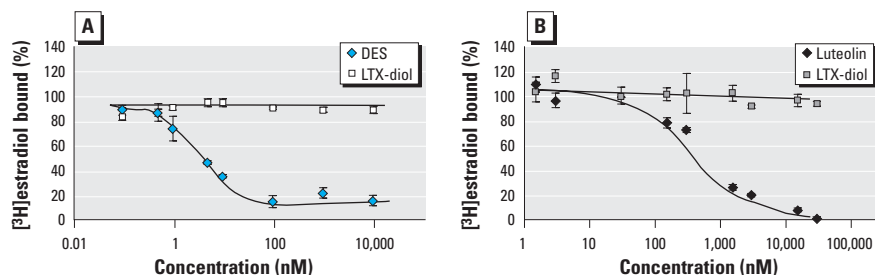 A
DES
LTX-diol
[³H]estradiol bound (%)
140
120
100
80
60
40
20
0
0.01
1
100
10,000
Concentration (nM)
B
Luteolin
LTX-diol
[³H]estradiol bound (%)
140
120
100
80
60
40
20
0
1
10
100
1,000
10,000
100,000
Concentration (nM)